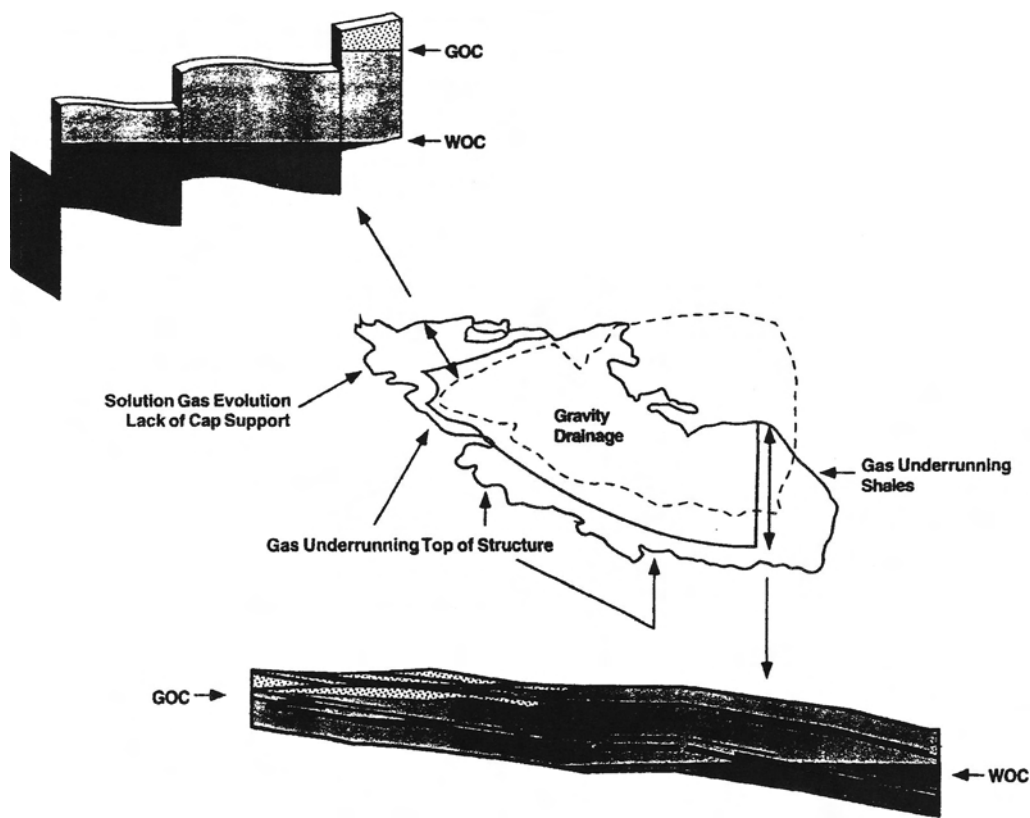 GOC
WOC
Solution Gas Evolution
Lack of Cap Support
Gravity
Drainage
Gas Underrunning
Shales
Gas Underrunning Top of Structure
GOC
WOC